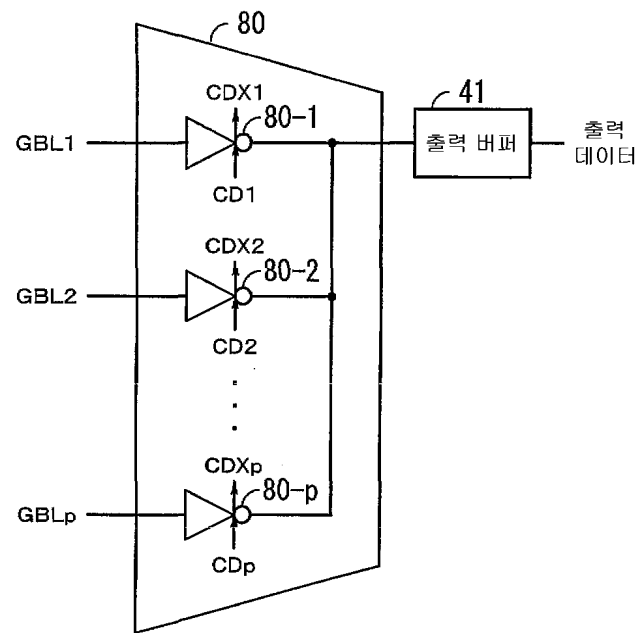 80
CDX1
80-1
GBL1
CD1
41
출력 버퍼
출력
데이터
CDX2
80-2
GBL2
CD2
CDXp
80-p
GBLp
CDp